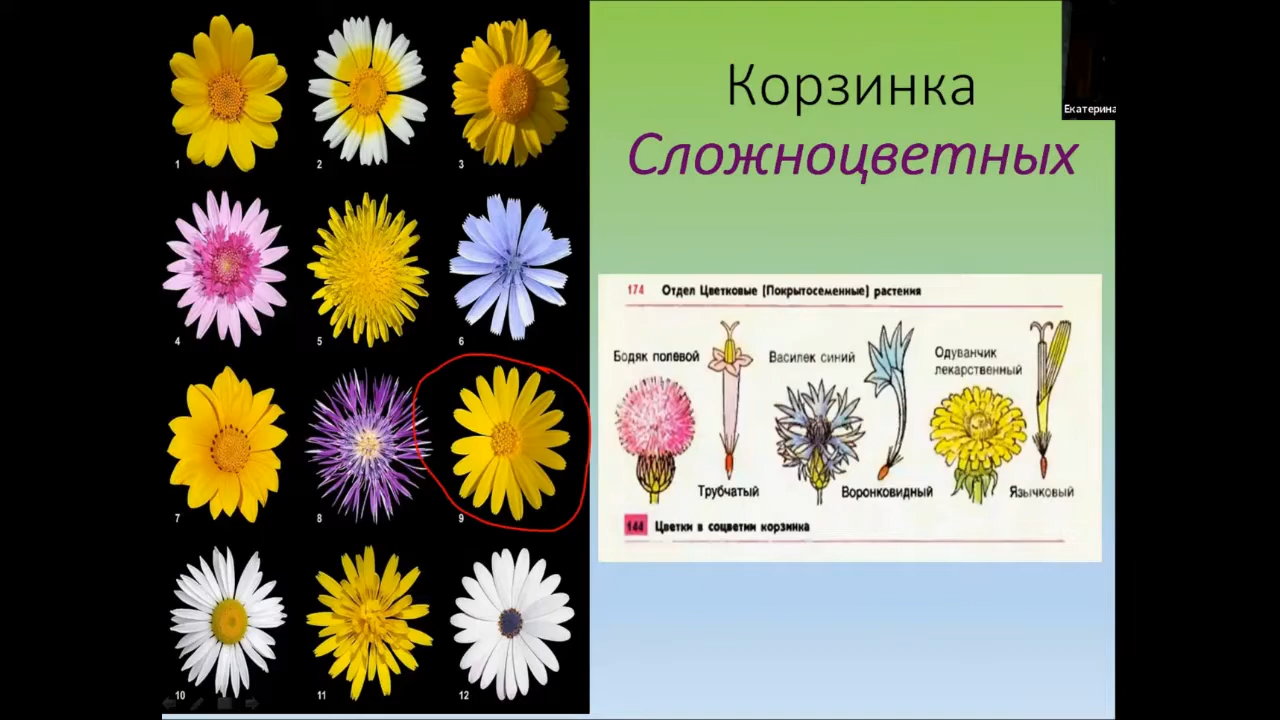 Корзинка
Сложноцветных
Екатерина
1
2
3
4
5
6
7
8
9
10
11
12
174 Отдел Цветковые (Покрытосеменные) растения
Бодяк полевой
Василек синий
Одуванчик
лекарственный
Трубчатый
Воронковидный
Язычковый
144 Цветки в соцветии корзинка